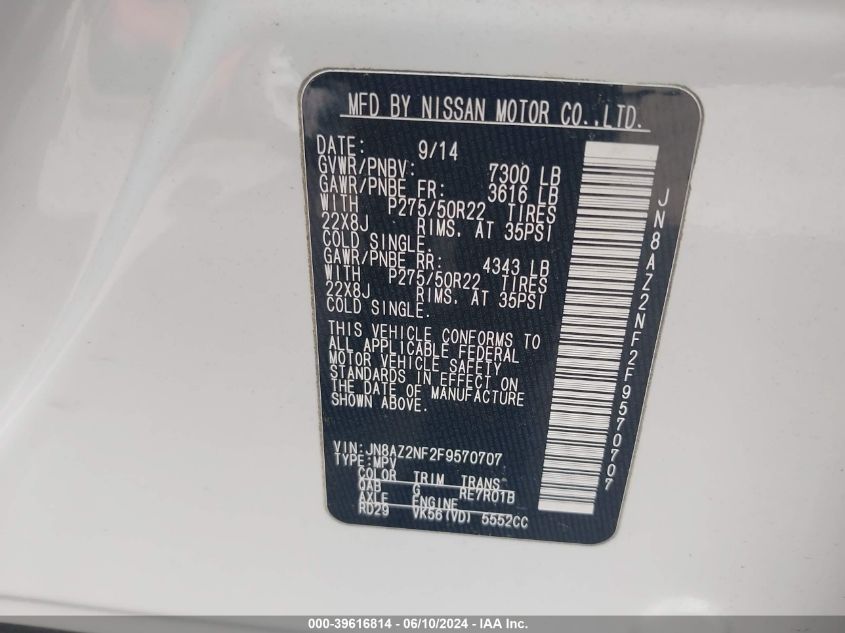 MFD BY NISSAN MOTOR CO.,LTD.
DATE: 9/14
GVWR/PNBV: 7300 LB
GAWR/PNBE FR: 3616 LB
WITH P275/50R22 TIRES
22X8J RIMS. AT 35PSI
COLD SINGLE.
GAWR/PNBE RR: 4343 LB
WITH P275/50R22 TIRES
22X8J RIMS. AT 35PSI
COLD SINGLE.
THIS VEHICLE CONFORMS TO
ALL APPLICABLE FEDERAL
MOTOR VEHICLE SAFETY
STANDARDS IN EFFECT ON
THE DATE OF MANUFACTURE
SHOWN ABOVE.
VIN:JN8AZ2NF2F9570707
TYPE:MPV
COLOR TRIM TRANS
QAB G RE7R01B
AXLE ENGINE
RD29 VK56(VD) 5552CC
JN8AZ2NF2F9570707
000-39616814 - 06/10/2024 - IAA Inc.